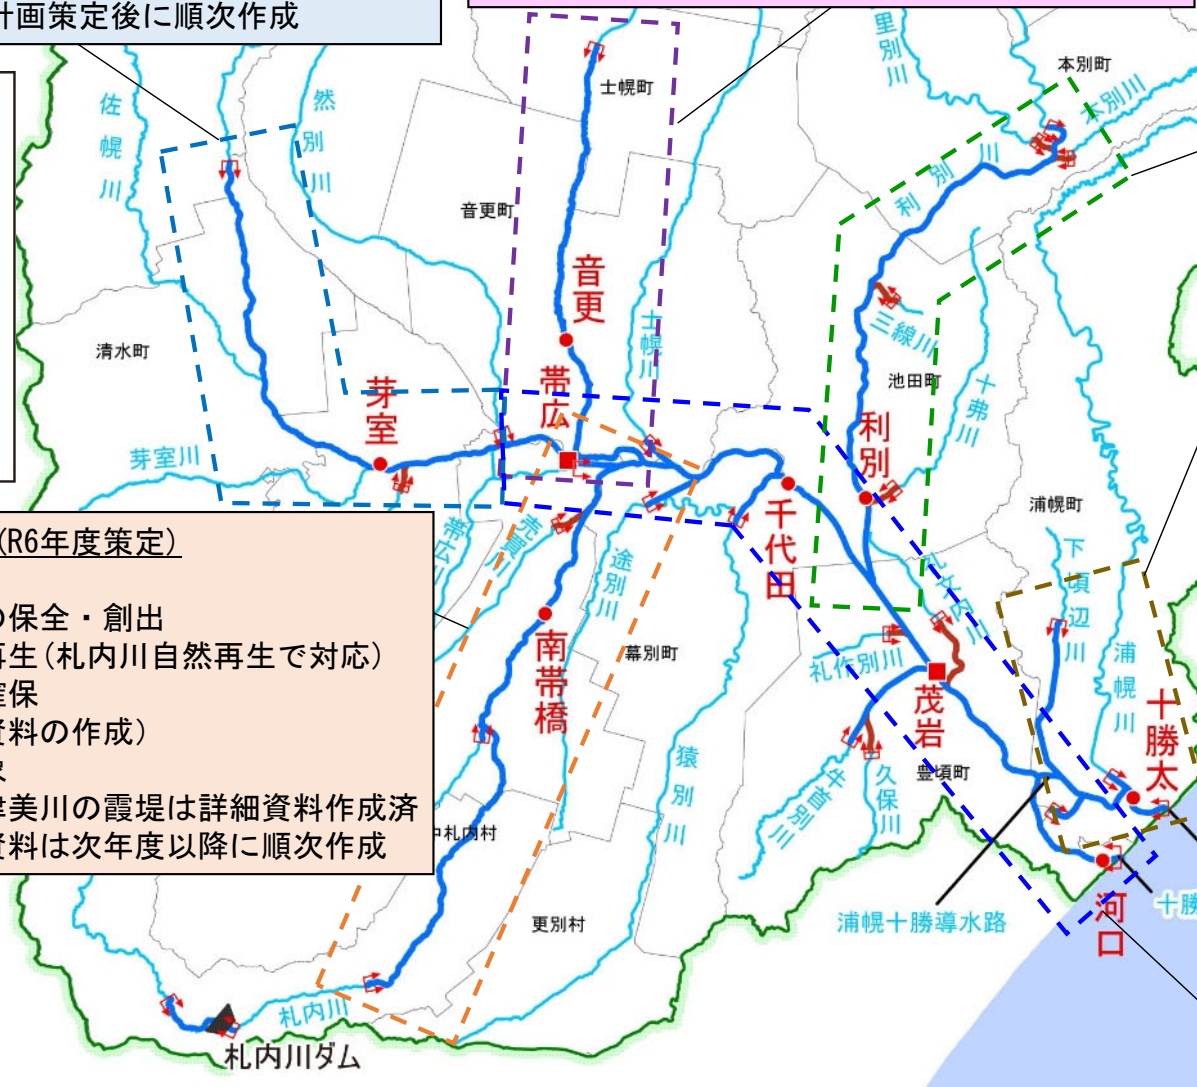 計画策定後に順次作成
佐幌川
然別川
士幌町
里別川
本別町
本別川
利別川
音更町
音更
士幌川
三線川
池田町
十弗川
清水町
芽室
帯広
利別
芽室川
千代田
浦幌町
下頃辺川
浦幌川
十勝太
(R6年度策定)
の保全・創出
再生(札内川自然再生で対応)
確保
資料の作成)
津美川の霞堤は詳細資料作成済
資料は次年度以降に順次作成
帯広川
売買川
途別川
南帯橋
幕別町
礼作別川
茂岩
豊頃町
牛首別川
久保川
猿別川
中札内村
更別村
浦幌十勝導水路
十勝
河口
札内川
札内川ダム